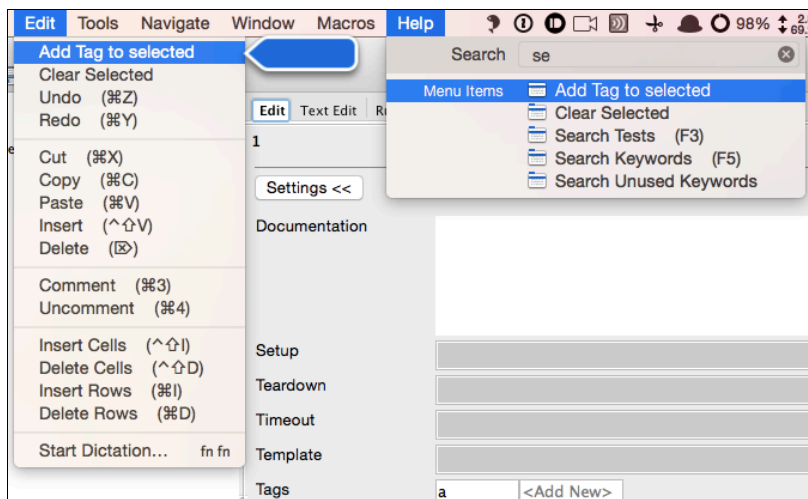 Edit Tools Navigate Window Macros Help 98%
Add Tag to selected
Clear Selected
Undo (⌘Z)
Redo (⌘Y)
Cut (⌘X)
Copy (⌘C)
Paste (⌘V)
Insert (^⇧V)
Delete (⌦)
Comment (⌘3)
Uncomment (⌘4)
Insert Cells (^⇧I)
Delete Cells (^⇧D)
Insert Rows (⌘I)
Delete Rows (⌘D)
Start Dictation... fn fn
Search se
Menu Items Add Tag to selected
Clear Selected
Search Tests (F3)
Search Keywords (F5)
Search Unused Keywords
Edit Text Edit
1
Settings <<
Documentation
Setup
Teardown
Timeout
Template
Tags a <Add New>